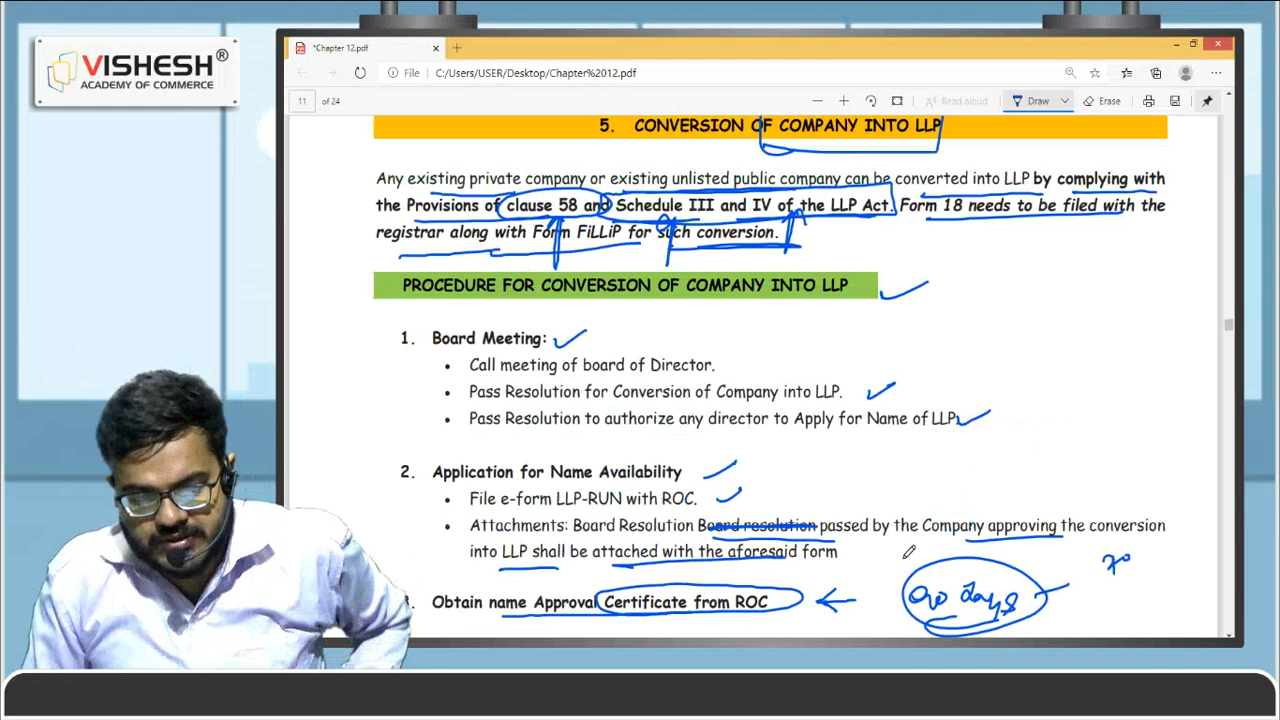 VISHESH®
ACADEMY OF COMMERCE
*Chapter 12.pdf
File C:/Users/USER/Desktop/Chapter%2012.pdf
11 of 24 Read aloud Draw Erase
5. CONVERSION OF COMPANY INTO LLP
Any existing private company or existing unlisted public company can be converted into LLP by complying with
the Provisions of clause 58 and Schedule III and IV of the LLP Act. Form 18 needs to be filed with the
registrar along with Form FiLLiP for such conversion.
PROCEDURE FOR CONVERSION OF COMPANY INTO LLP
1. Board Meeting:
• Call meeting of board of Director.
• Pass Resolution for Conversion of Company into LLP.
• Pass Resolution to authorize any director to Apply for Name of LLP
2. Application for Name Availability
• File e-form LLP-RUN with ROC.
• Attachments: Board Resolution Board resolution passed by the Company approving the conversion
into LLP shall be attached with the aforesaid form
Obtain name Approval Certificate from ROC
days